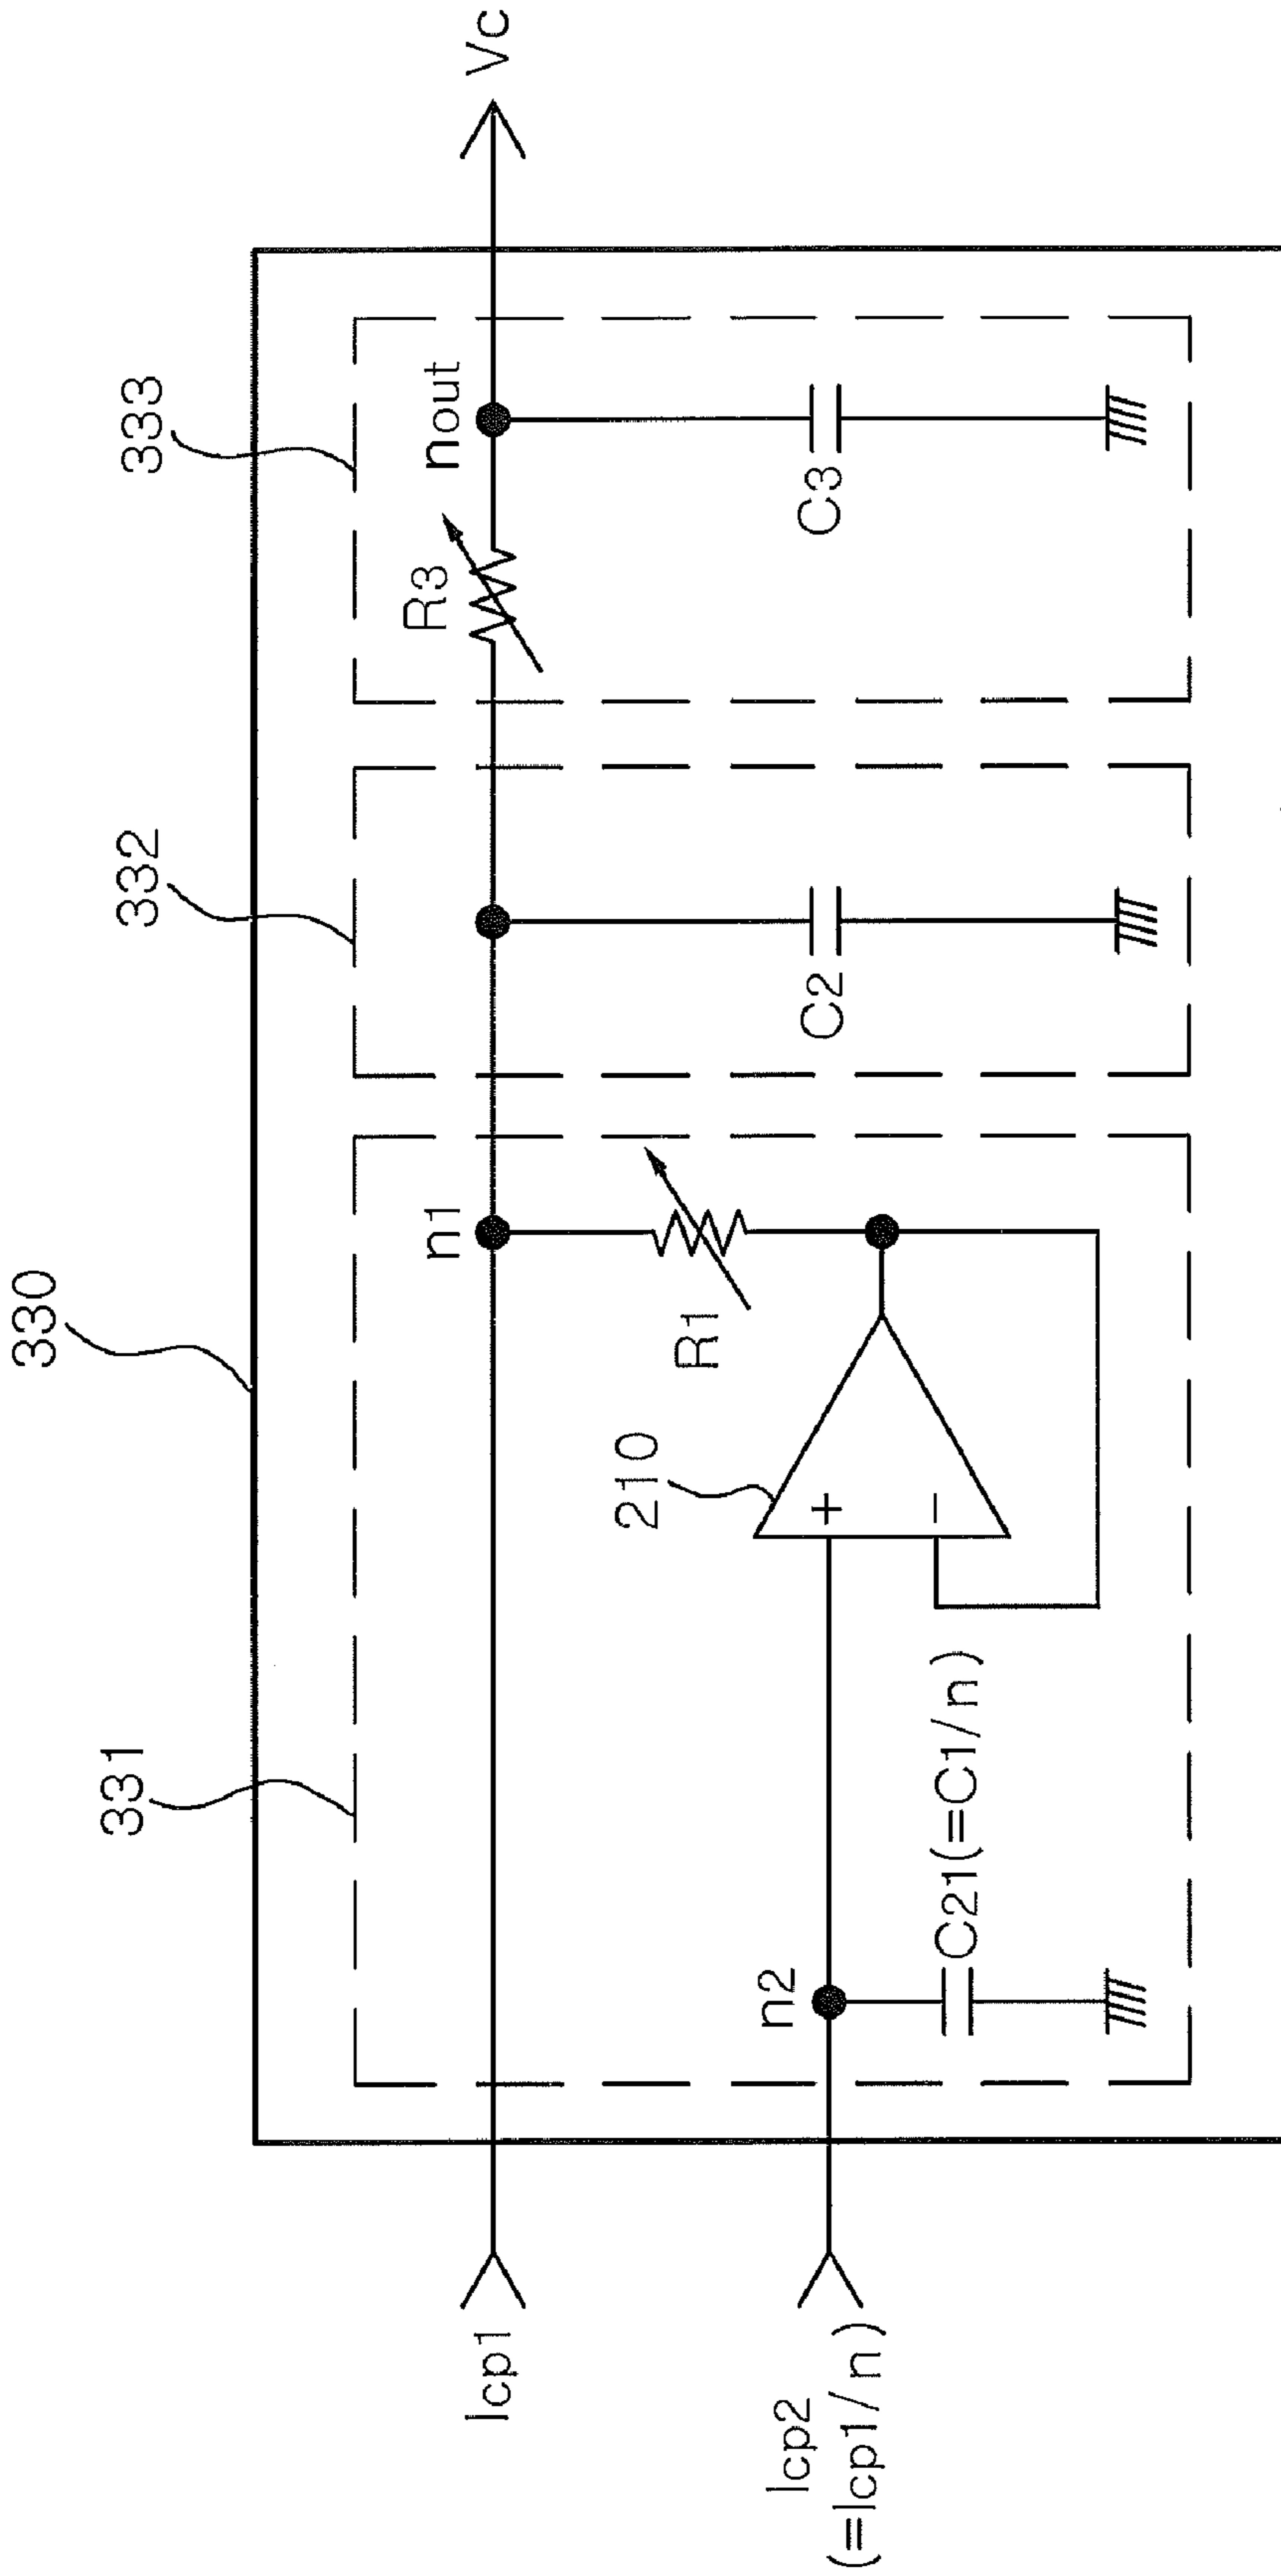 330
331
332
333
Icp1
n1
R3
nout
Vc
R1
210
+
−
n2
C21(=C1/n)
C2
C3
Icp2
(=Icp1/n)